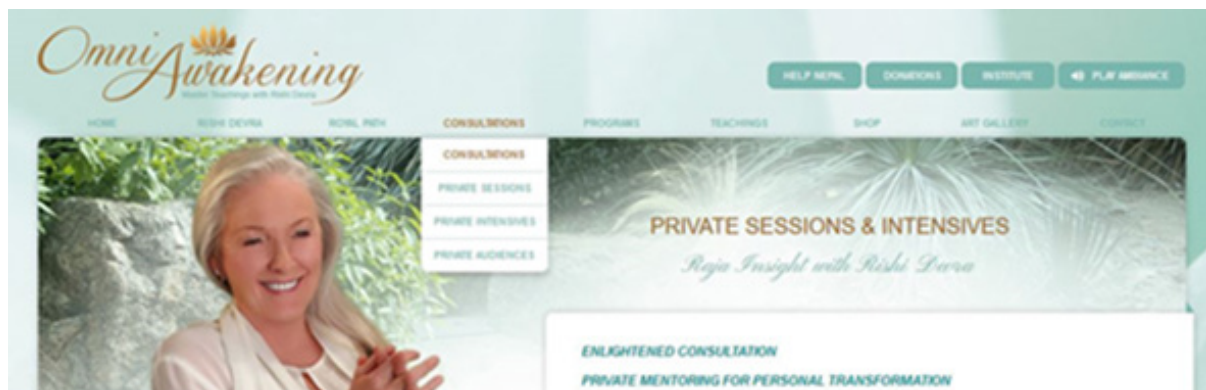 Omni Awakening
Master Teachings with Rishi Devra
HELP NEPAL DONATIONS INSTITUTE PLAY AMBIANCE
HOME RISHI DEVRA ROYAL PATH CONSULTATIONS PROGRAMS TEACHINGS SHOP ART GALLERY CONTACT
CONSULTATIONS
PRIVATE SESSIONS
PRIVATE INTENSIVES
PRIVATE AUDIENCES
PRIVATE SESSIONS & INTENSIVES
Raja Insight with Rishi Devra
ENLIGHTENED CONSULTATION
PRIVATE MENTORING FOR PERSONAL TRANSFORMATION